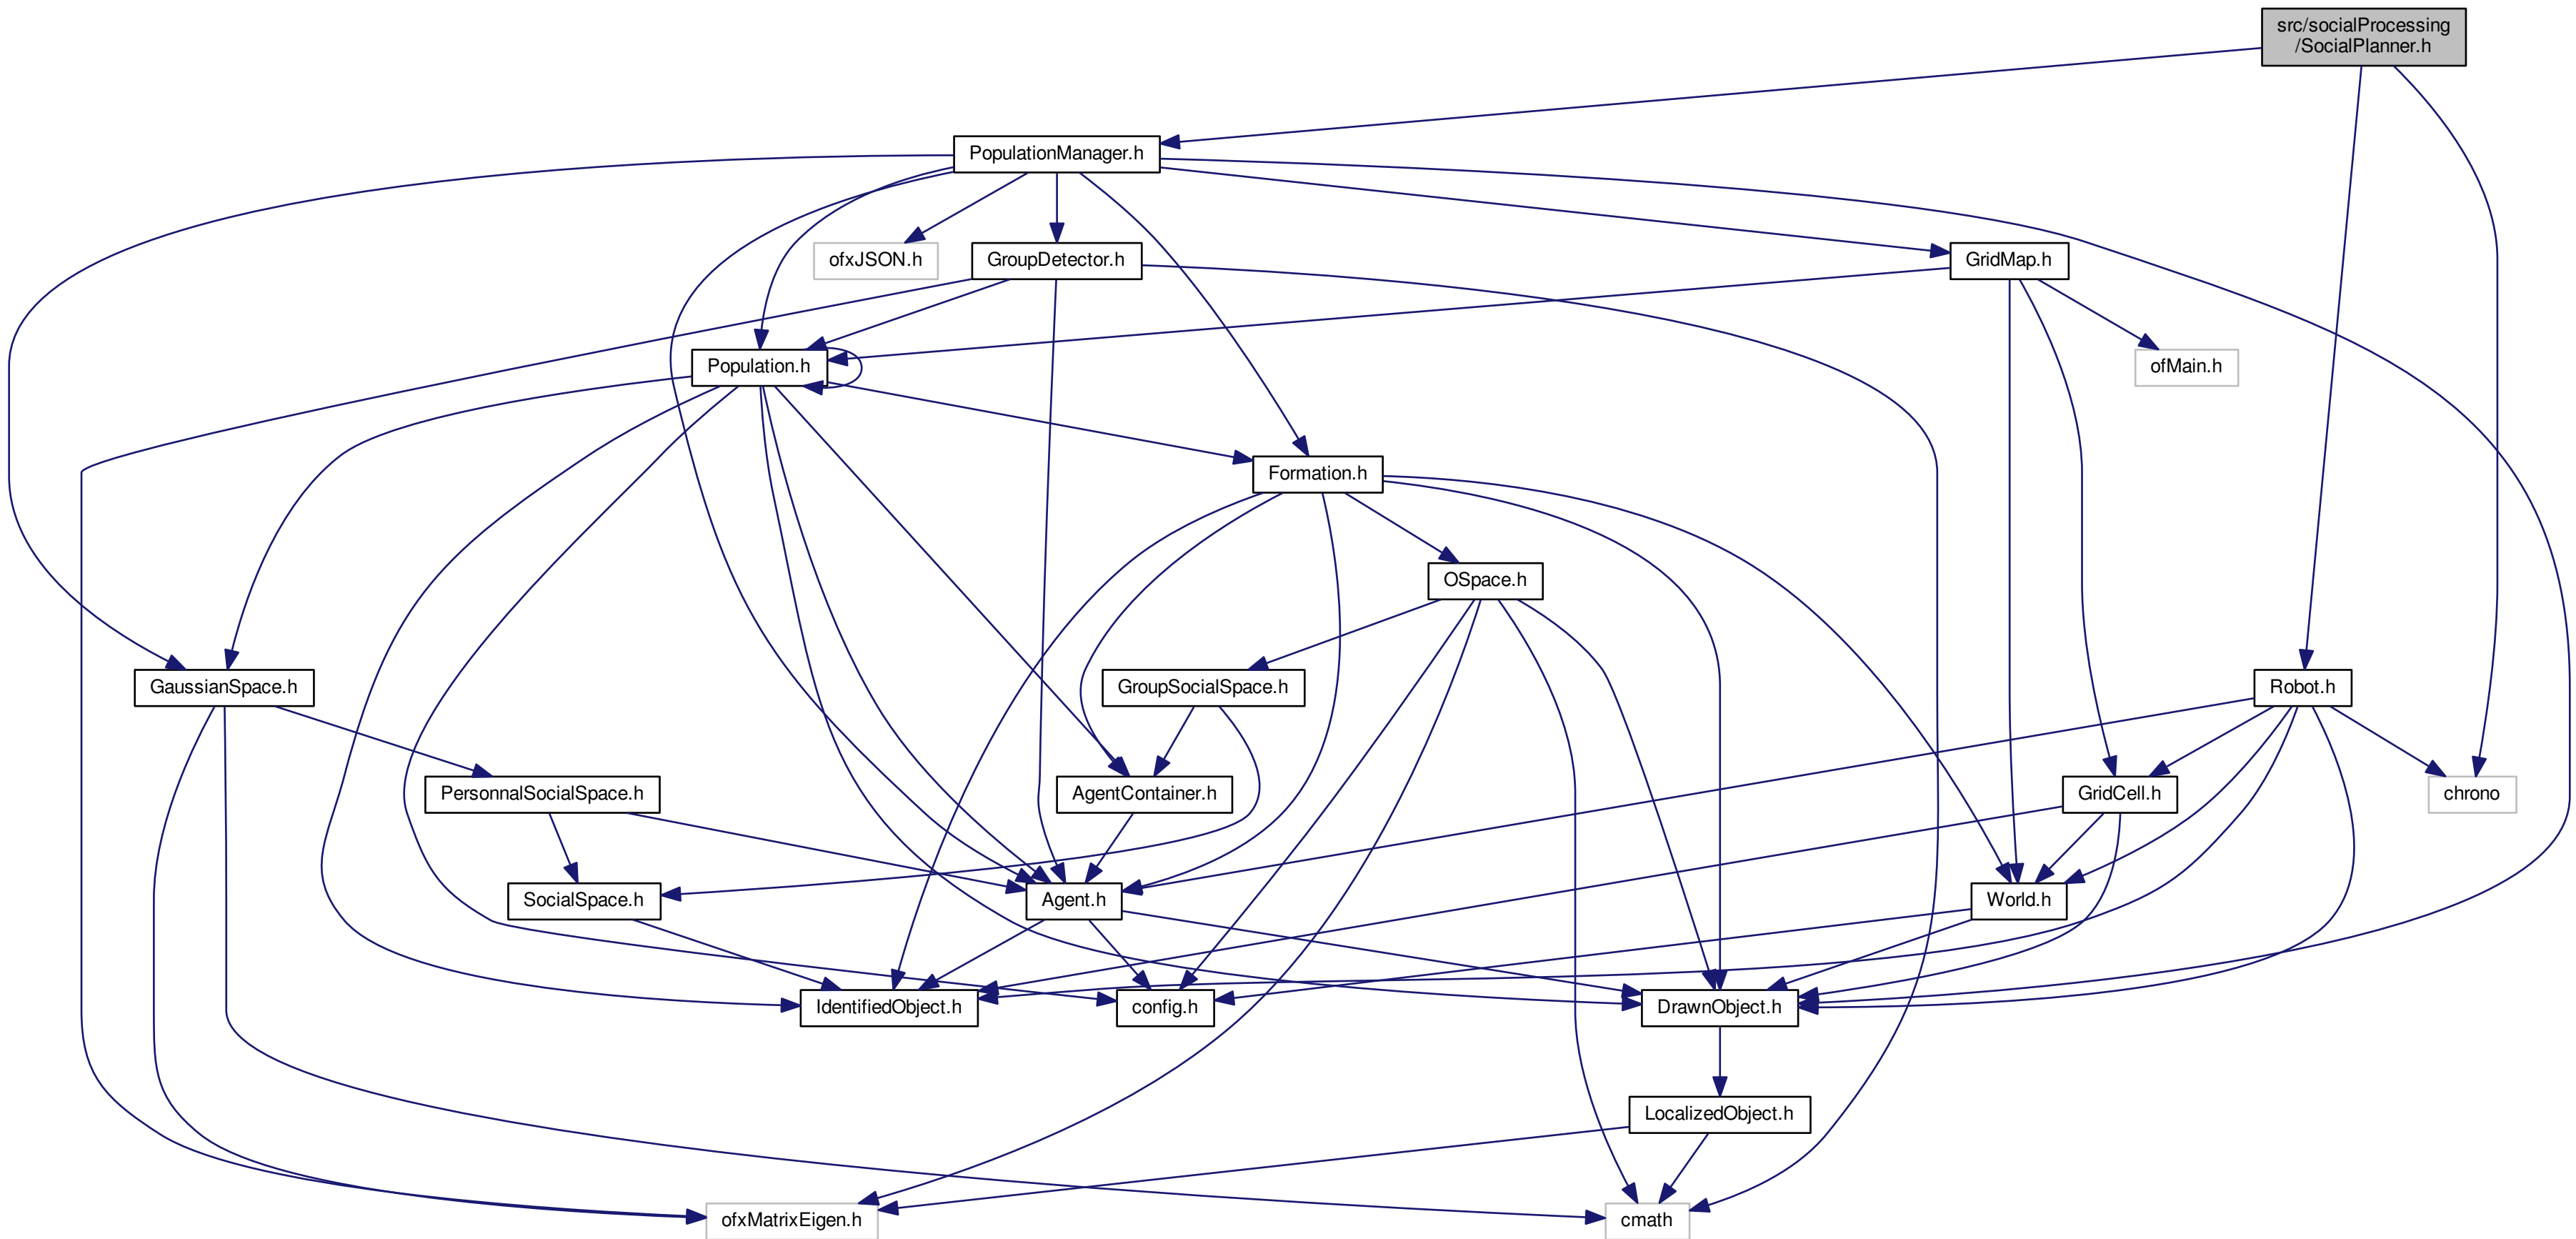 src/socialProcessing
/SocialPlanner.h
PopulationManager.h
ofxJSON.h
GroupDetector.h
GridMap.h
Population.h
ofMain.h
Formation.h
OSpace.h
GaussianSpace.h
GroupSocialSpace.h
Robot.h
PersonnalSocialSpace.h
AgentContainer.h
GridCell.h
chrono
SocialSpace.h
Agent.h
World.h
IdentifiedObject.h
config.h
DrawnObject.h
LocalizedObject.h
ofxMatrixEigen.h
cmath